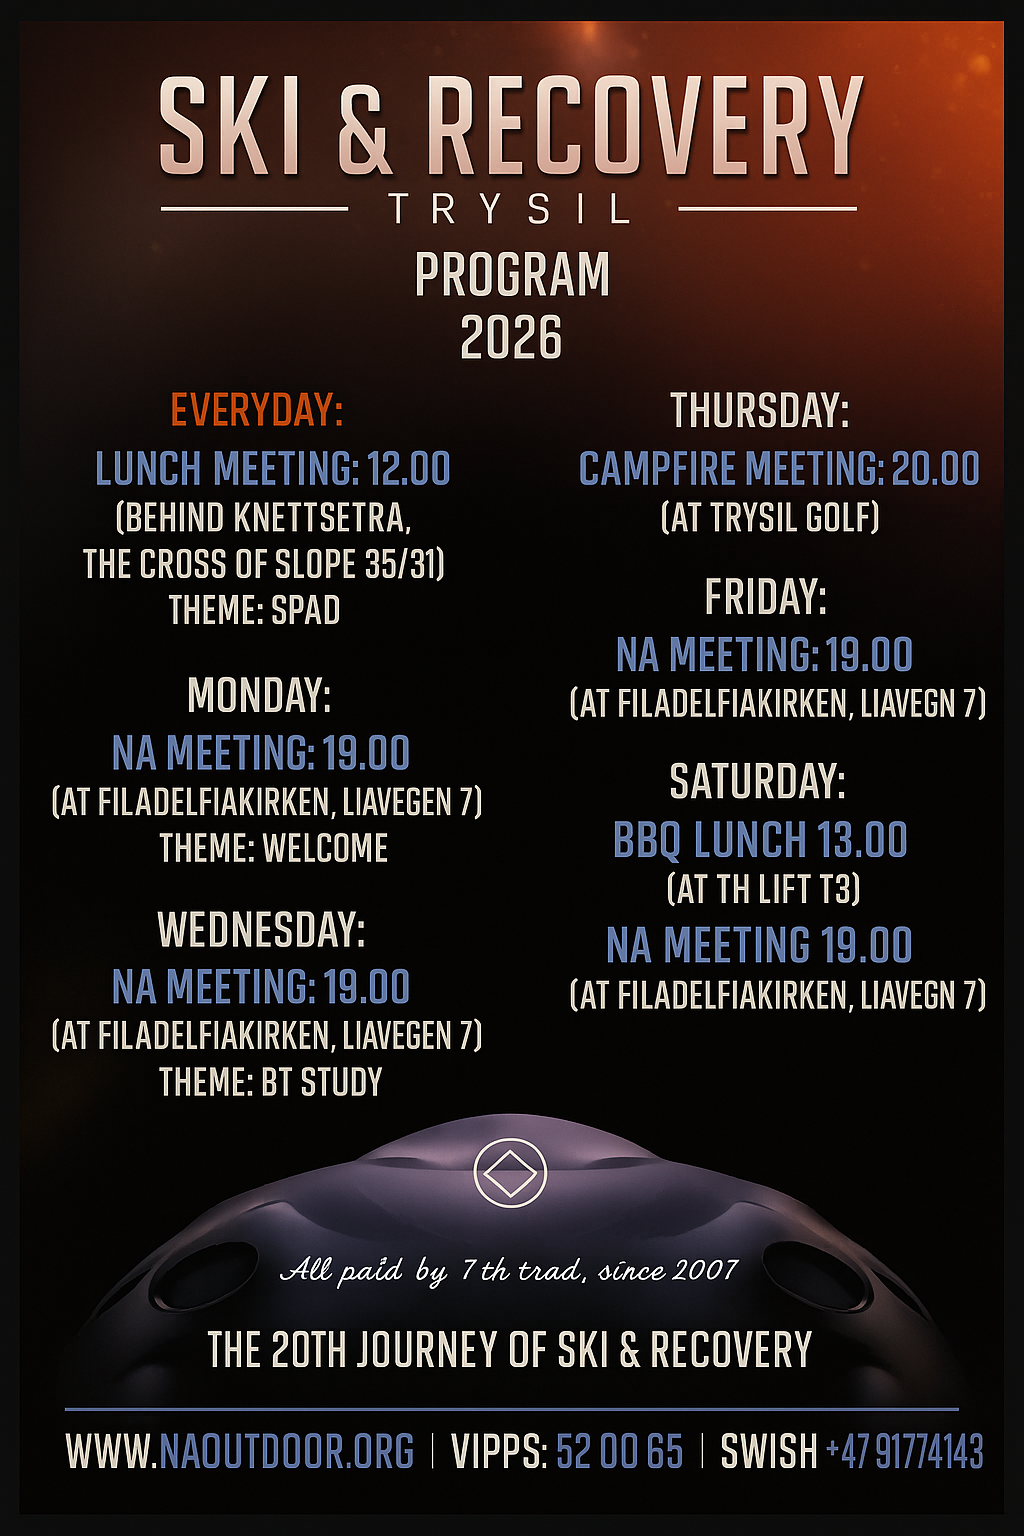 SKI & RECOVERY
TRYSIL
PROGRAM
2026
EVERYDAY:
LUNCH MEETING: 12.00
(BEHIND KNETTSETRA,
THE CROSS OF SLOPE 35/31)
THEME: SPAD
MONDAY:
NA MEETING: 19.00
(AT FILADELFIAKIRKEN, LIAVEGEN 7)
THEME: WELCOME
WEDNESDAY:
NA MEETING: 19.00
(AT FILADELFIAKIRKEN, LIAVEGEN 7)
THEME: BT STUDY
THURSDAY:
CAMPFIRE MEETING: 20.00
(AT TRYSIL GOLF)
FRIDAY:
NA MEETING: 19.00
(AT FILADELFIAKIRKEN, LIAVEGN 7)
SATURDAY:
BBQ LUNCH 13.00
(AT TH LIFT T3)
NA MEETING 19.00
(AT FILADELFIAKIRKEN, LIAVEGN 7)
All paid by 7th trad, since 2007
THE 20TH JOURNEY OF SKI & RECOVERY
WWW.NAOUTDOOR.ORG | VIPPS: 52 00 65 | SWISH +47 91774143